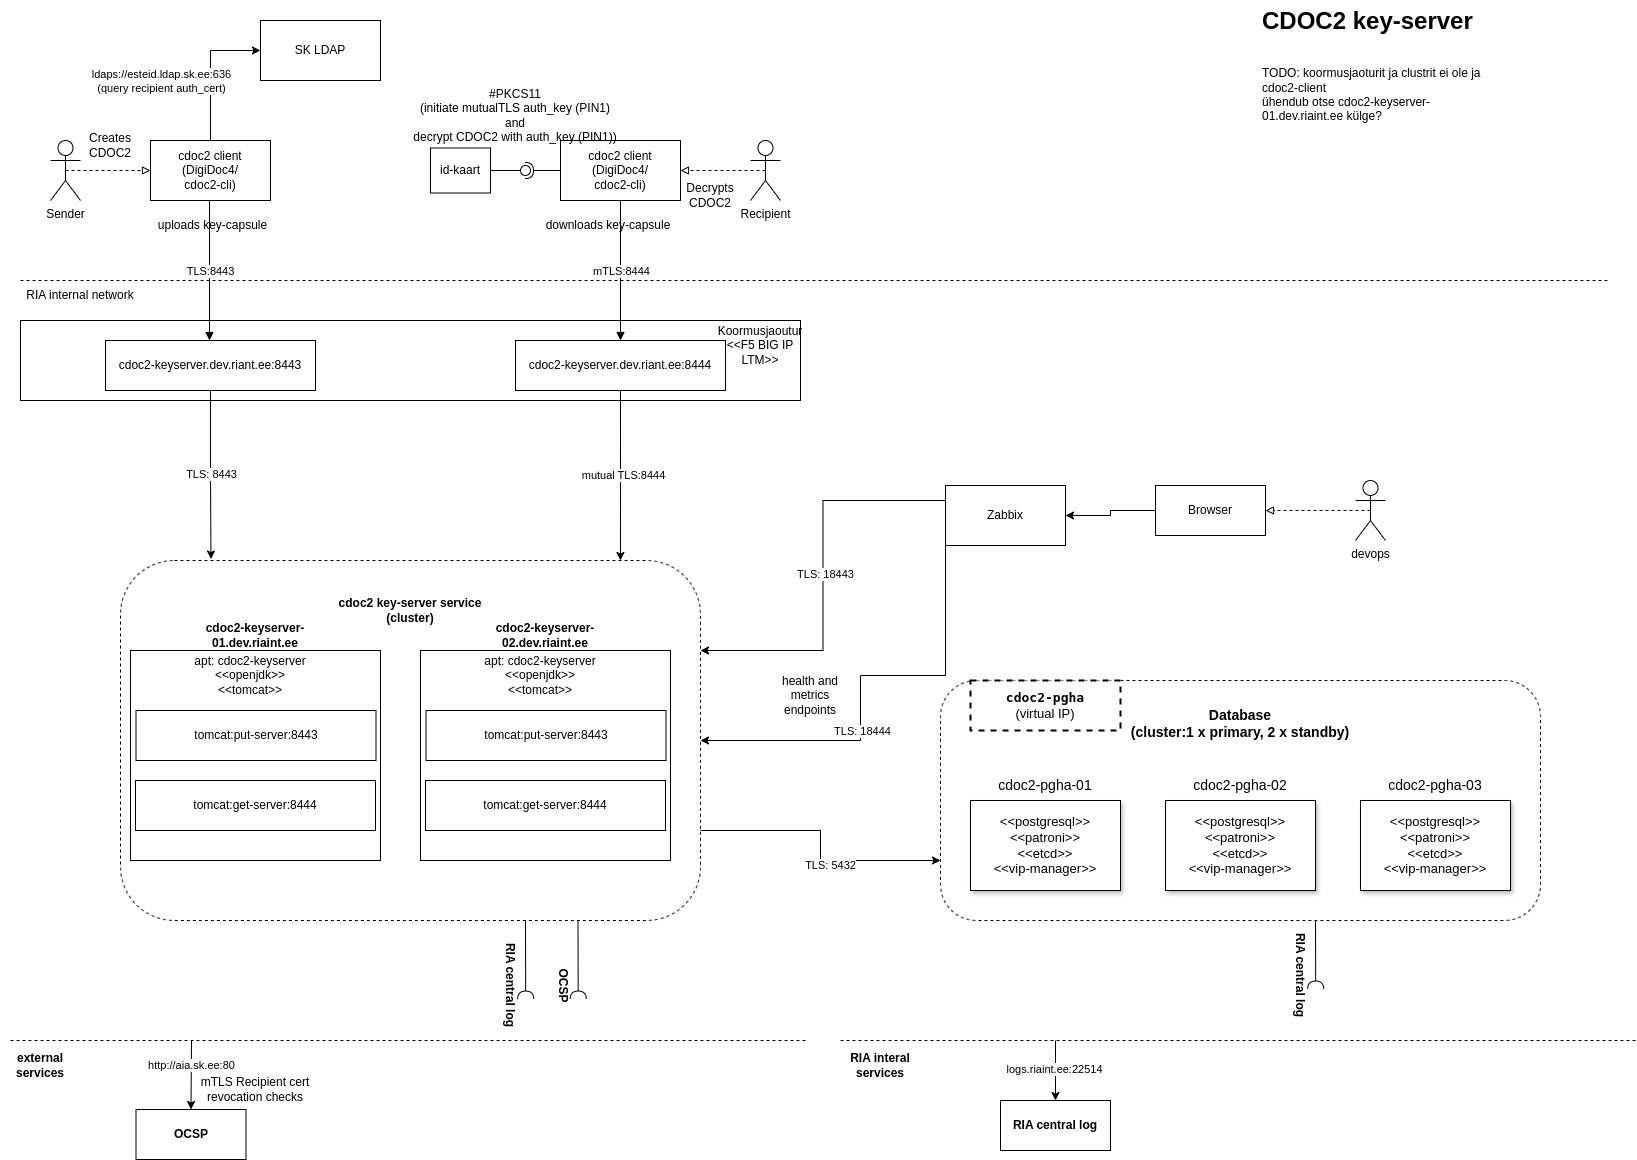 CDOC2 key-server
TODO: koormusjaoturit ja clustrit ei ole ja
cdoc2-client
ühendub otse cdoc2-keyserver-
01.dev.riaint.ee külge?
SK LDAP
ldaps://esteid.ldap.sk.ee:636
(query recipient auth_cert)
#PKCS11
(initiate mutualTLS auth_key (PIN1)
and
decrypt CDOC2 with auth_key (PIN1))
Creates
CDOC2
cdoc2 client
(DigiDoc4/
cdoc2-cli)
Sender
id-kaart
cdoc2 client
(DigiDoc4/
cdoc2-cli)
Decrypts
CDOC2
Recipient
uploads key-capsule
downloads key-capsule
TLS:8443
mTLS:8444
RIA internal network
Koormusjaoutur
<<F5 BIG IP
LTM>>
cdoc2-keyserver.dev.riant.ee:8443
cdoc2-keyserver.dev.riant.ee:8444
TLS: 8443
mutual TLS:8444
Zabbix
Browser
devops
TLS: 18443
cdoc2 key-server service
(cluster)
cdoc2-keyserver-
01.dev.riaint.ee
apt: cdoc2-keyserver
<<openjdk>>
<<tomcat>>
tomcat:put-server:8443
tomcat:get-server:8444
cdoc2-keyserver-
02.dev.riaint.ee
apt: cdoc2-keyserver
<<openjdk>>
<<tomcat>>
tomcat:put-server:8443
tomcat:get-server:8444
health and
metrics
endpoints
TLS: 18444
TLS: 5432
cdoc2-pgha
(virtual IP)
Database
(cluster:1 x primary, 2 x standby)
cdoc2-pgha-01
<<postgresql>>
<<patroni>>
<<etcd>>
<<vip-manager>>
cdoc2-pgha-02
<<postgresql>>
<<patroni>>
<<etcd>>
<<vip-manager>>
cdoc2-pgha-03
<<postgresql>>
<<patroni>>
<<etcd>>
<<vip-manager>>
RIA central log
OCSP
RIA central log
external
services
http://aia.sk.ee:80
mTLS Recipient cert
revocation checks
OCSP
RIA interal
services
logs.riaint.ee:22514
RIA central log